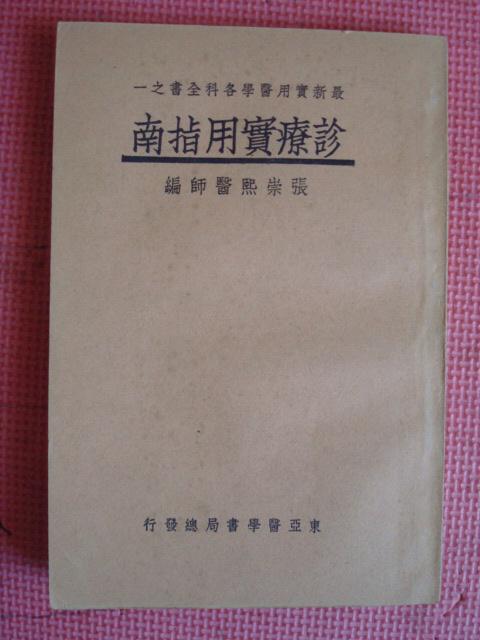 最新實用醫學各科全書之一
診療實用指南
張崇熙醫師編
東亞醫學書局總發行